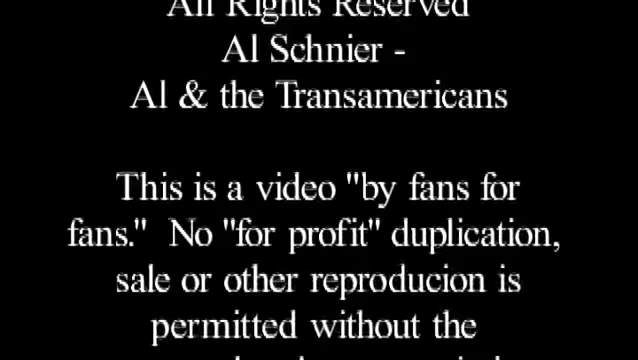 All Rights Reserved
Al Schnier -
Al & the Transamericans
This is a video "by fans for
fans."  No "for profit" duplication,
sale or other reproducion is
permitted without the